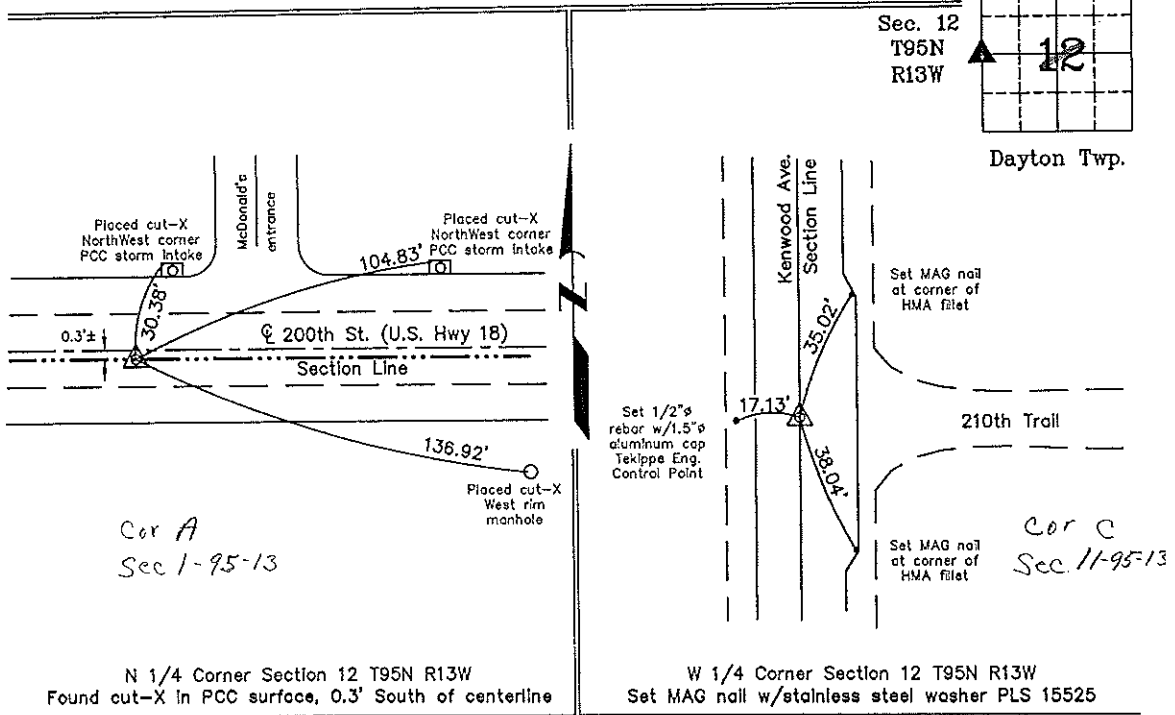 Sec. 12
T95N
R13W
12
Dayton Twp.
Placed cut-X
NorthWest corner
PCC storm intake
McDonald's
entrance
Placed cut-X
NorthWest corner
PCC storm intake
104.83'
30.38'
0.3'±
℄ 200th St. (U.S. Hwy 18)
Section Line
136.92'
Placed cut-X
West rim
manhole
Cor A
Sec 1-95-13
N 1/4 Corner Section 12 T95N R13W
Found cut-X in PCC surface, 0.3' South of centerline
Z
Kenwood Ave.
Section Line
Set MAG nail
at corner of
HMA fillet
35.02'
17.13'
Set 1/2"ø
rebar w/1.5"ø
aluminum cap
Tekippe Eng.
Control Point
210th Trail
38.04'
Set MAG nail
at corner of
HMA fillet
Cor C
Sec. 11-95-13
W 1/4 Corner Section 12 T95N R13W
Set MAG nail w/stainless steel washer PLS 15525